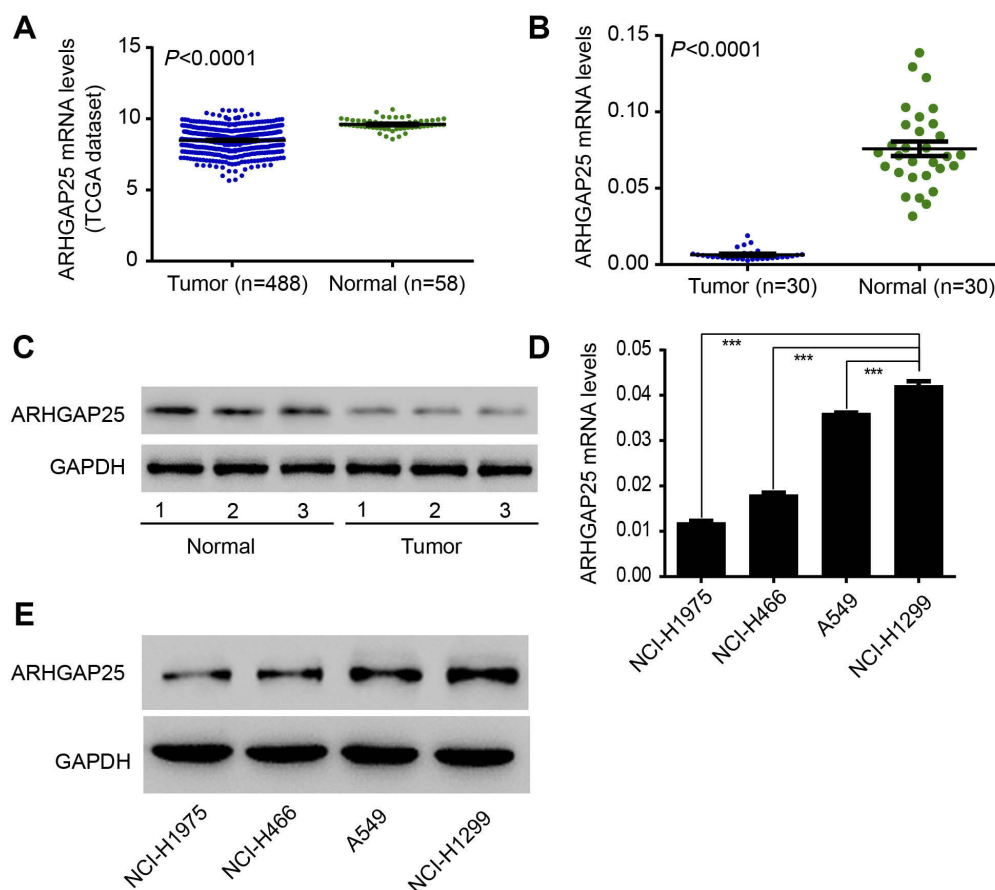 A
P<0.0001
ARHGAP25 mRNA levels
(TCGA dataset)
15
10
5
0
Tumor (n=488) Normal (n=58)
B
P<0.0001
ARHGAP25 mRNA levels
0.15
0.10
0.05
0.00
Tumor (n=30) Normal (n=30)
C
ARHGAP25
GAPDH
1 2 3 1 2 3
Normal Tumor
D
ARHGAP25 mRNA levels
0.05
0.04
0.03
0.02
0.01
0.00
***
***
***
NCI-H1975
NCI-H466
A549
NCI-H1299
E
ARHGAP25
GAPDH
NCI-H1975
NCI-H466
A549
NCI-H1299